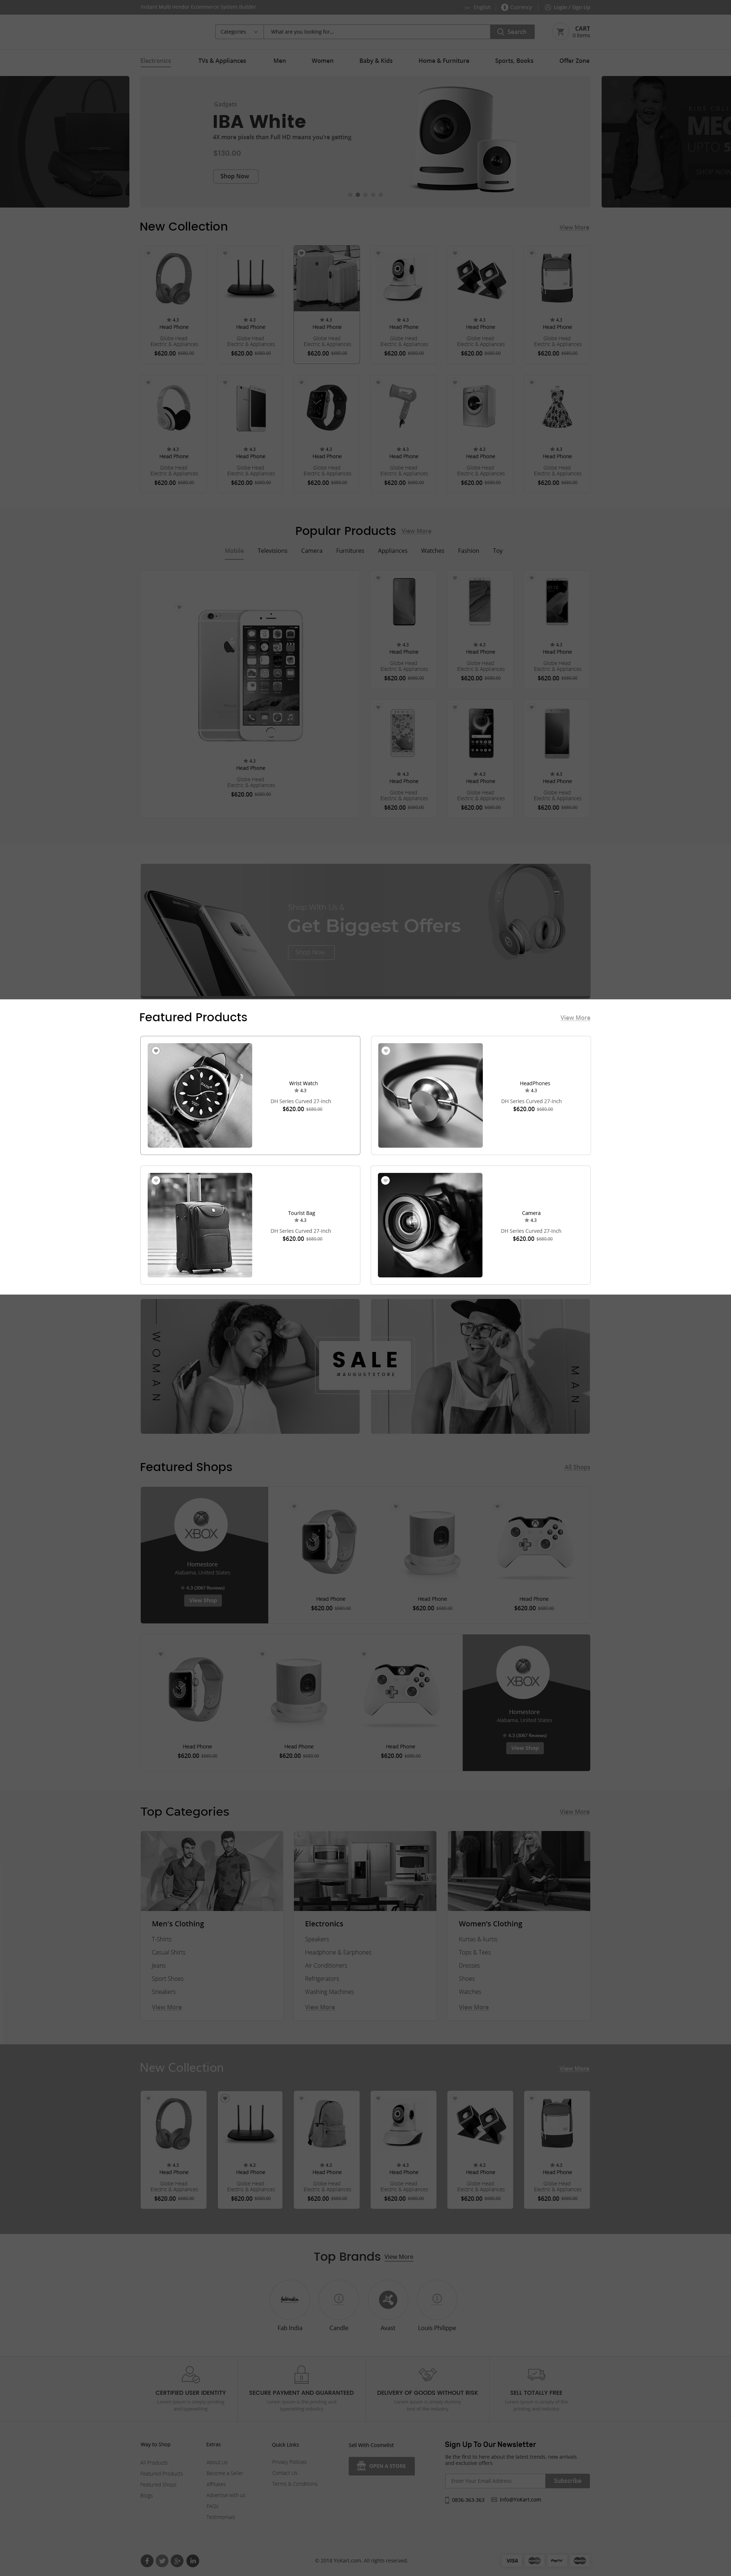 Instant Multi Vendor Ecommerce System Builder
English
Currency
Login / Sign Up
Categories
What are you looking for...
Search
CART
0 Items
Electronics
TVs & Appliances
Men
Women
Baby & Kids
Home & Furniture
Sports, Books
Offer Zone
Gadgets
IBA White
4X more pixels than Full HD means you're getting
$130.00
Shop Now
UPTO 5
New Collection
View More
4.3 4.3 4.3 4.3 4.3 4.3
Head Phone Head Phone Head Phone Head Phone Head Phone Head Phone
Globe Head Globe Head Globe Head Globe Head Globe Head Globe Head
Electric & Appliances Electric & Appliances Electric & Appliances Electric & Appliances Electric & Appliances Electric & Appliances
$620.00 $680.00 $620.00 $680.00 $620.00 $680.00 $620.00 $680.00 $620.00 $680.00 $620.00 $680.00
4.3 4.3 4.3 4.3 4.3 4.3
Head Phone Head Phone Head Phone Head Phone Head Phone Head Phone
Globe Head Globe Head Globe Head Globe Head Globe Head Globe Head
Electric & Appliances Electric & Appliances Electric & Appliances Electric & Appliances Electric & Appliances Electric & Appliances
$620.00 $680.00 $620.00 $680.00 $620.00 $680.00 $620.00 $680.00 $620.00 $680.00 $620.00 $680.00
Popular Products View More
Mobile Televisions Camera Furnitures Appliances Watches Fashion Toy
4.3
Head Phone
Globe Head
Electric & Appliances
$620.00 $680.00
4.3 4.3 4.3
Head Phone Head Phone Head Phone
Globe Head Globe Head Globe Head
Electric & Appliances Electric & Appliances Electric & Appliances
$620.00 $680.00 $620.00 $680.00 $620.00 $680.00
4.3 4.3 4.3
Head Phone Head Phone Head Phone
Globe Head Globe Head Globe Head
Electric & Appliances Electric & Appliances Electric & Appliances
$620.00 $680.00 $620.00 $680.00 $620.00 $680.00
Shop With Us &
Get Biggest Offers
Shop Now
Featured Products
View More
Wrist Watch
4.3
DH Series Curved 27-Inch
$620.00 $680.00
HeadPhones
4.3
DH Series Curved 27-Inch
$620.00 $680.00
Tourist Bag
4.3
DH Series Curved 27-Inch
$620.00 $680.00
Camera
4.3
DH Series Curved 27-Inch
$620.00 $680.00
WOMAN
SALE
#AUGUSTSTORE
MAN
Featured Shops
All Shops
XBOX
Homestore
Alabama, United States
4.3 (3087 Reviews)
View Shop
Head Phone Head Phone Head Phone
$620.00 $680.00 $620.00 $680.00 $620.00 $680.00
Head Phone Head Phone Head Phone
$620.00 $680.00 $620.00 $680.00 $620.00 $680.00
XBOX
Homestore
Alabama, United States
4.3 (3087 Reviews)
View Shop
Top Categories
View More
Men's Clothing
T-Shirts
Casual Shirts
Jeans
Sport Shoes
Sneakers
View More
Electronics
Speakers
Headphone & Earphones
Air Conditioners
Refrigerators
Washing Machines
View More
Women's Clothing
Kurtas & kurtis
Tops & Tees
Dresses
Shoes
Watches
View More
New Collection
View More
4.3 4.3 4.3 4.3 4.3 4.3
Head Phone Head Phone Head Phone Head Phone Head Phone Head Phone
Globe Head Globe Head Globe Head Globe Head Globe Head Globe Head
Electric & Appliances Electric & Appliances Electric & Appliances Electric & Appliances Electric & Appliances Electric & Appliances
$620.00 $680.00 $620.00 $680.00 $620.00 $680.00 $620.00 $680.00 $620.00 $680.00 $620.00 $680.00
Top Brands View More
Fab India
Candle
Avast
Louis Philippe
CERTIFIED USER IDENTITY
SECURE PAYMENT AND GUARANTEED
DELIVERY OF GOODS WITHOUT RISK
SELL TOTALLY FREE
Way to Shop
All Products
Featured Products
Featured Shops
Blogs
Extras
About Us
Become a Seller
Affiliates
Advertise with us
FAQs
Testimonials
Quick Links
Privacy Policies
Contact Us
Terms & Conditions
Sell With Cosmelist
OPEN A STORE
Sign Up To Our Newsletter
Be the first to here about the latest trends, new arrivals
and exclusive offers.
Enter Your Email Address
Subscribe
0836-363-363
info@YoKart.com
© 2018 YoKart.com. All rights reserved.
VISA
PayPal